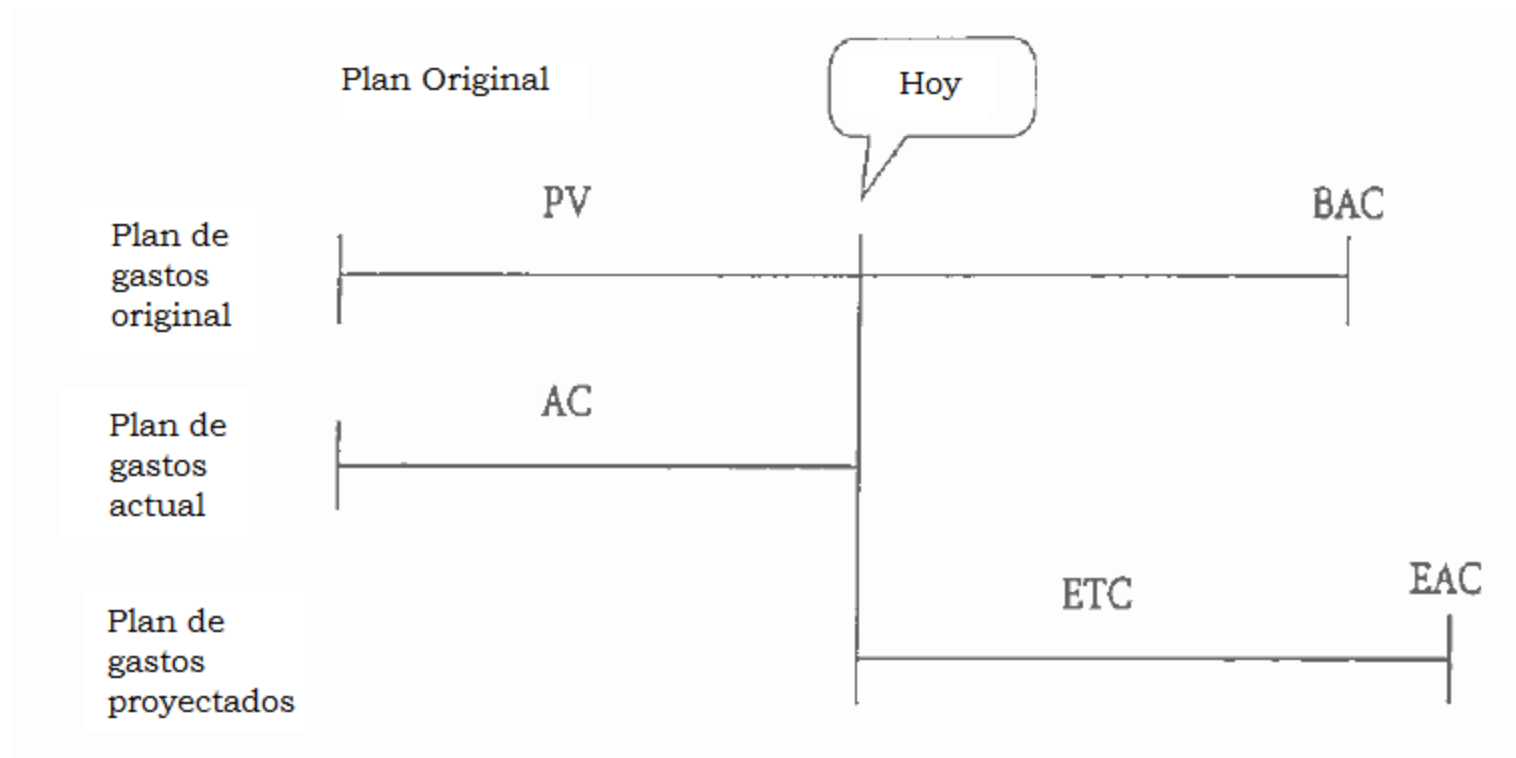 Plan Original
Hoy
PV
BAC
Plan de
gastos
original
AC
Plan de
gastos
actual
ETC
EAC
Plan de
gastos
proyectados